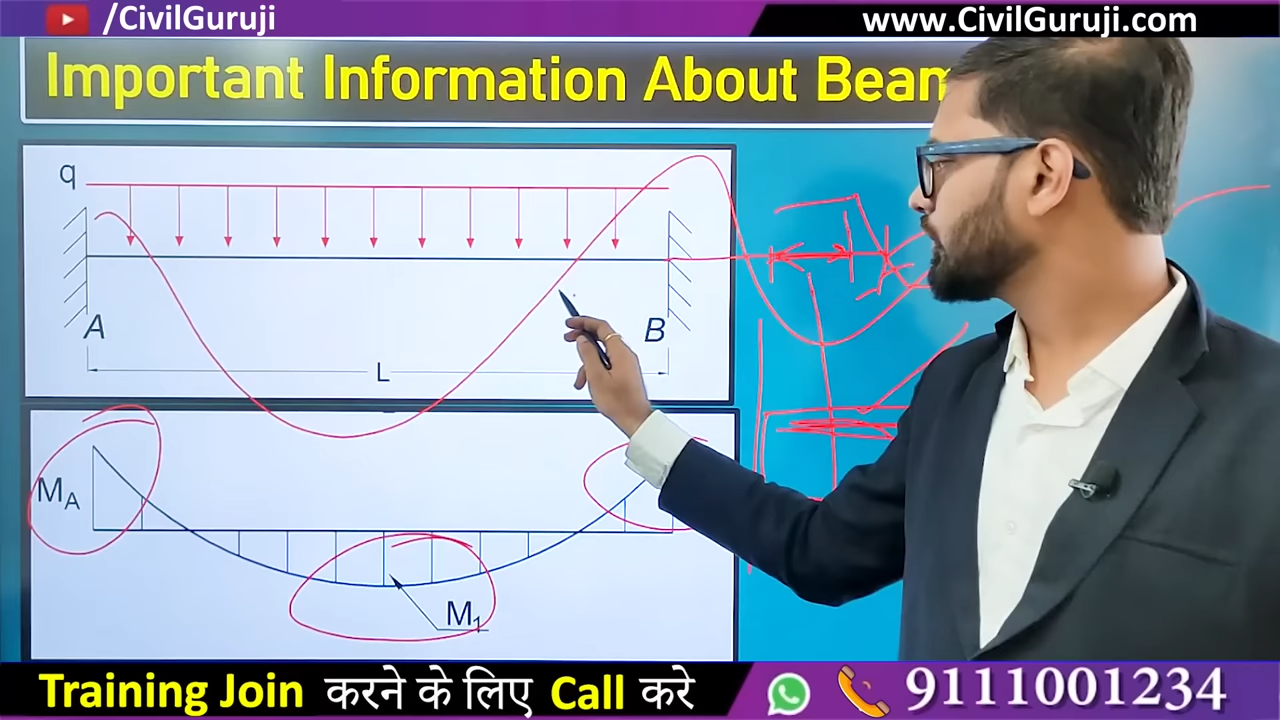 /CivilGuruji
www.CivilGuruji.com
Important Information About Beam
q
A
B
L
MA
M1
Training Join करने के लिए Call करे
9111001234